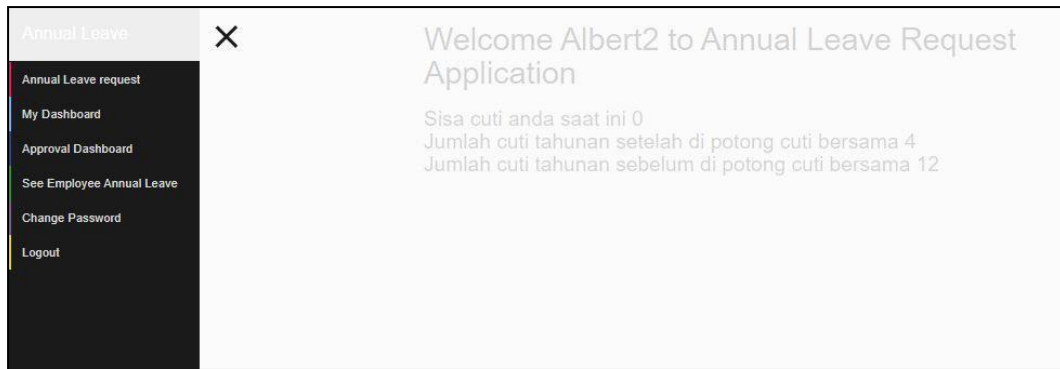 Annual Leave
Annual Leave request
My Dashboard
Approval Dashboard
See Employee Annual Leave
Change Password
Logout
Welcome Albert2 to Annual Leave Request
Application
Sisa cuti anda saat ini 0
Jumlah cuti tahunan setelah di potong cuti bersama 4
Jumlah cuti tahunan sebelum di potong cuti bersama 12